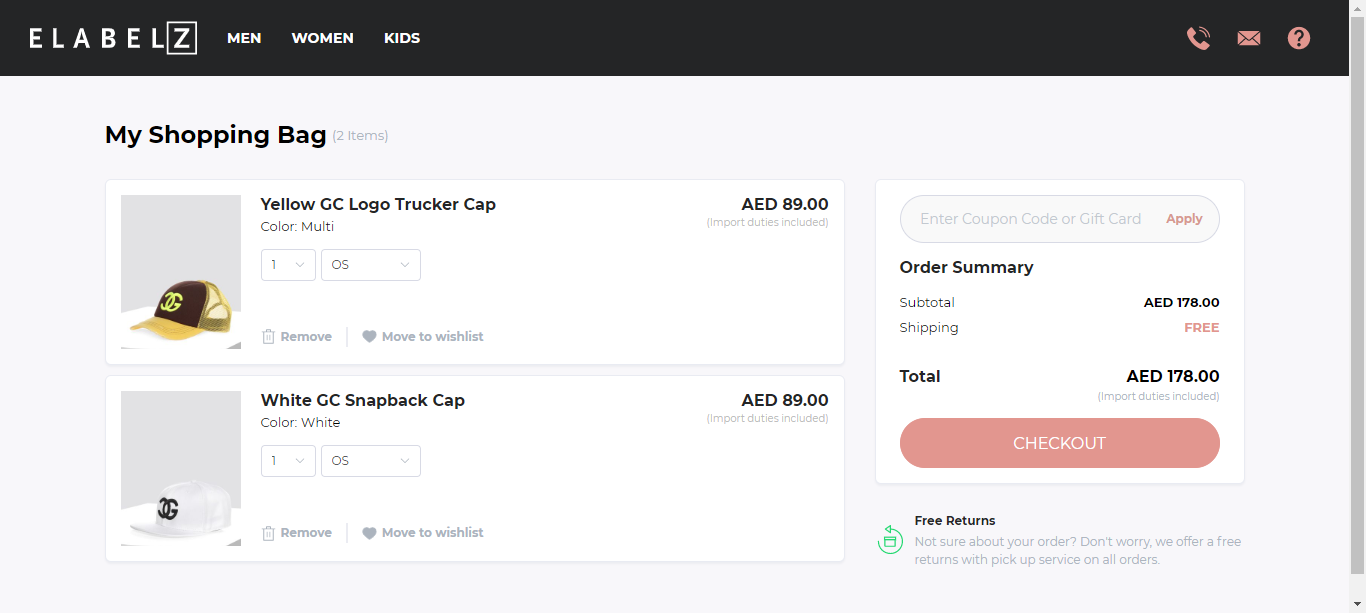 ELABELZ MEN WOMEN KIDS
My Shopping Bag (2 Items)
Yellow GC Logo Trucker Cap
AED 89.00
Color: Multi
(Import duties included)
1 OS
Remove Move to wishlist
White GC Snapback Cap
AED 89.00
Color: White
(Import duties included)
1 OS
Remove Move to wishlist
Enter Coupon Code or Gift Card Apply
Order Summary
Subtotal AED 178.00
Shipping FREE
Total AED 178.00
(Import duties included)
CHECKOUT
Free Returns
Not sure about your order? Don't worry, we offer a free
returns with pick up service on all orders.